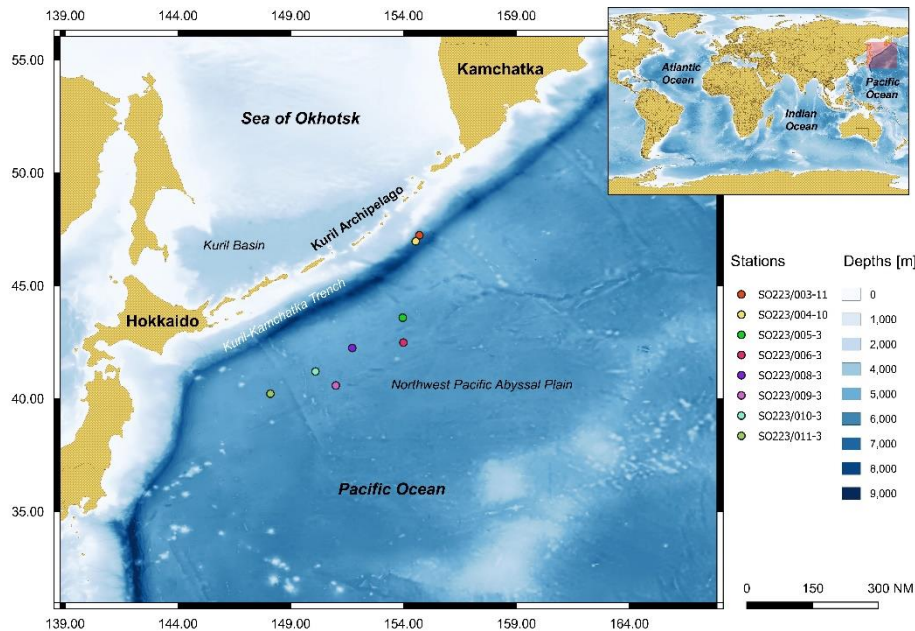 139.00 144.00 149.00 154.00 159.00
55.00
50.00
45.00
40.00
35.00
Kamchatka
Sea of Okhotsk
Kuril Archipelago
Kuril Basin
Hokkaido
Kuril-Kamchatka Trench
Northwest Pacific Abyssal Plain
Pacific Ocean
139.00 144.00 149.00 154.00 159.00 164.00
Atlantic
Ocean
Indian
Ocean
Pacific
Ocean
Stations
SO223/003-11
SO223/004-10
SO223/005-3
SO223/006-3
SO223/008-3
SO223/009-3
SO223/010-3
SO223/011-3
Depths [m]
0
1,000
2,000
4,000
5,000
6,000
7,000
8,000
9,000
0 150 300 NM